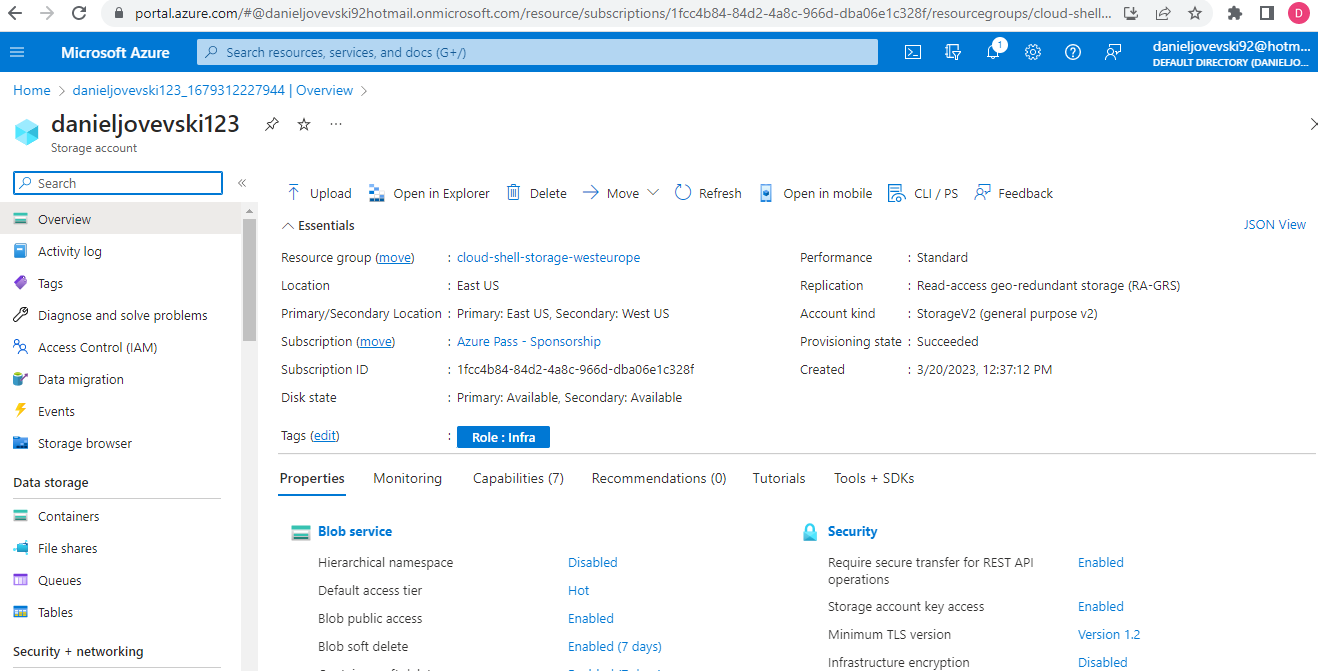 portal.azure.com/#@danieljovevski92hotmail.onmicrosoft.com/resource/subscriptions/1fcc4b84-84d2-4a8c-966d-dba06e1c328f/resourcegroups/cloud-shell...
D
Microsoft Azure
Search resources, services, and docs (G+/)
1
danieljovevski92@hotm...
DEFAULT DIRECTORY (DANIELJO...
Home > danieljovevski123_1679312227944 | Overview >
danieljovevski123
Storage account
Search
Overview
Activity log
Tags
Diagnose and solve problems
Access Control (IAM)
Data migration
Events
Storage browser
Data storage
Containers
File shares
Queues
Tables
Security + networking
Upload Open in Explorer Delete Move Refresh Open in mobile CLI / PS Feedback
Essentials
JSON View
Resource group (move) : cloud-shell-storage-westeurope
Location : East US
Primary/Secondary Location : Primary: East US, Secondary: West US
Subscription (move) : Azure Pass - Sponsorship
Subscription ID : 1fcc4b84-84d2-4a8c-966d-dba06e1c328f
Disk state : Primary: Available, Secondary: Available
Tags (edit) : Role : Infra
Performance : Standard
Replication : Read-access geo-redundant storage (RA-GRS)
Account kind : StorageV2 (general purpose v2)
Provisioning state : Succeeded
Created : 3/20/2023, 12:37:12 PM
Properties Monitoring Capabilities (7) Recommendations (0) Tutorials Tools + SDKs
Blob service
Hierarchical namespace Disabled
Default access tier Hot
Blob public access Enabled
Blob soft delete Enabled (7 days)
Security
Require secure transfer for REST API
operations Enabled
Storage account key access Enabled
Minimum TLS version Version 1.2
Infrastructure encryption Disabled